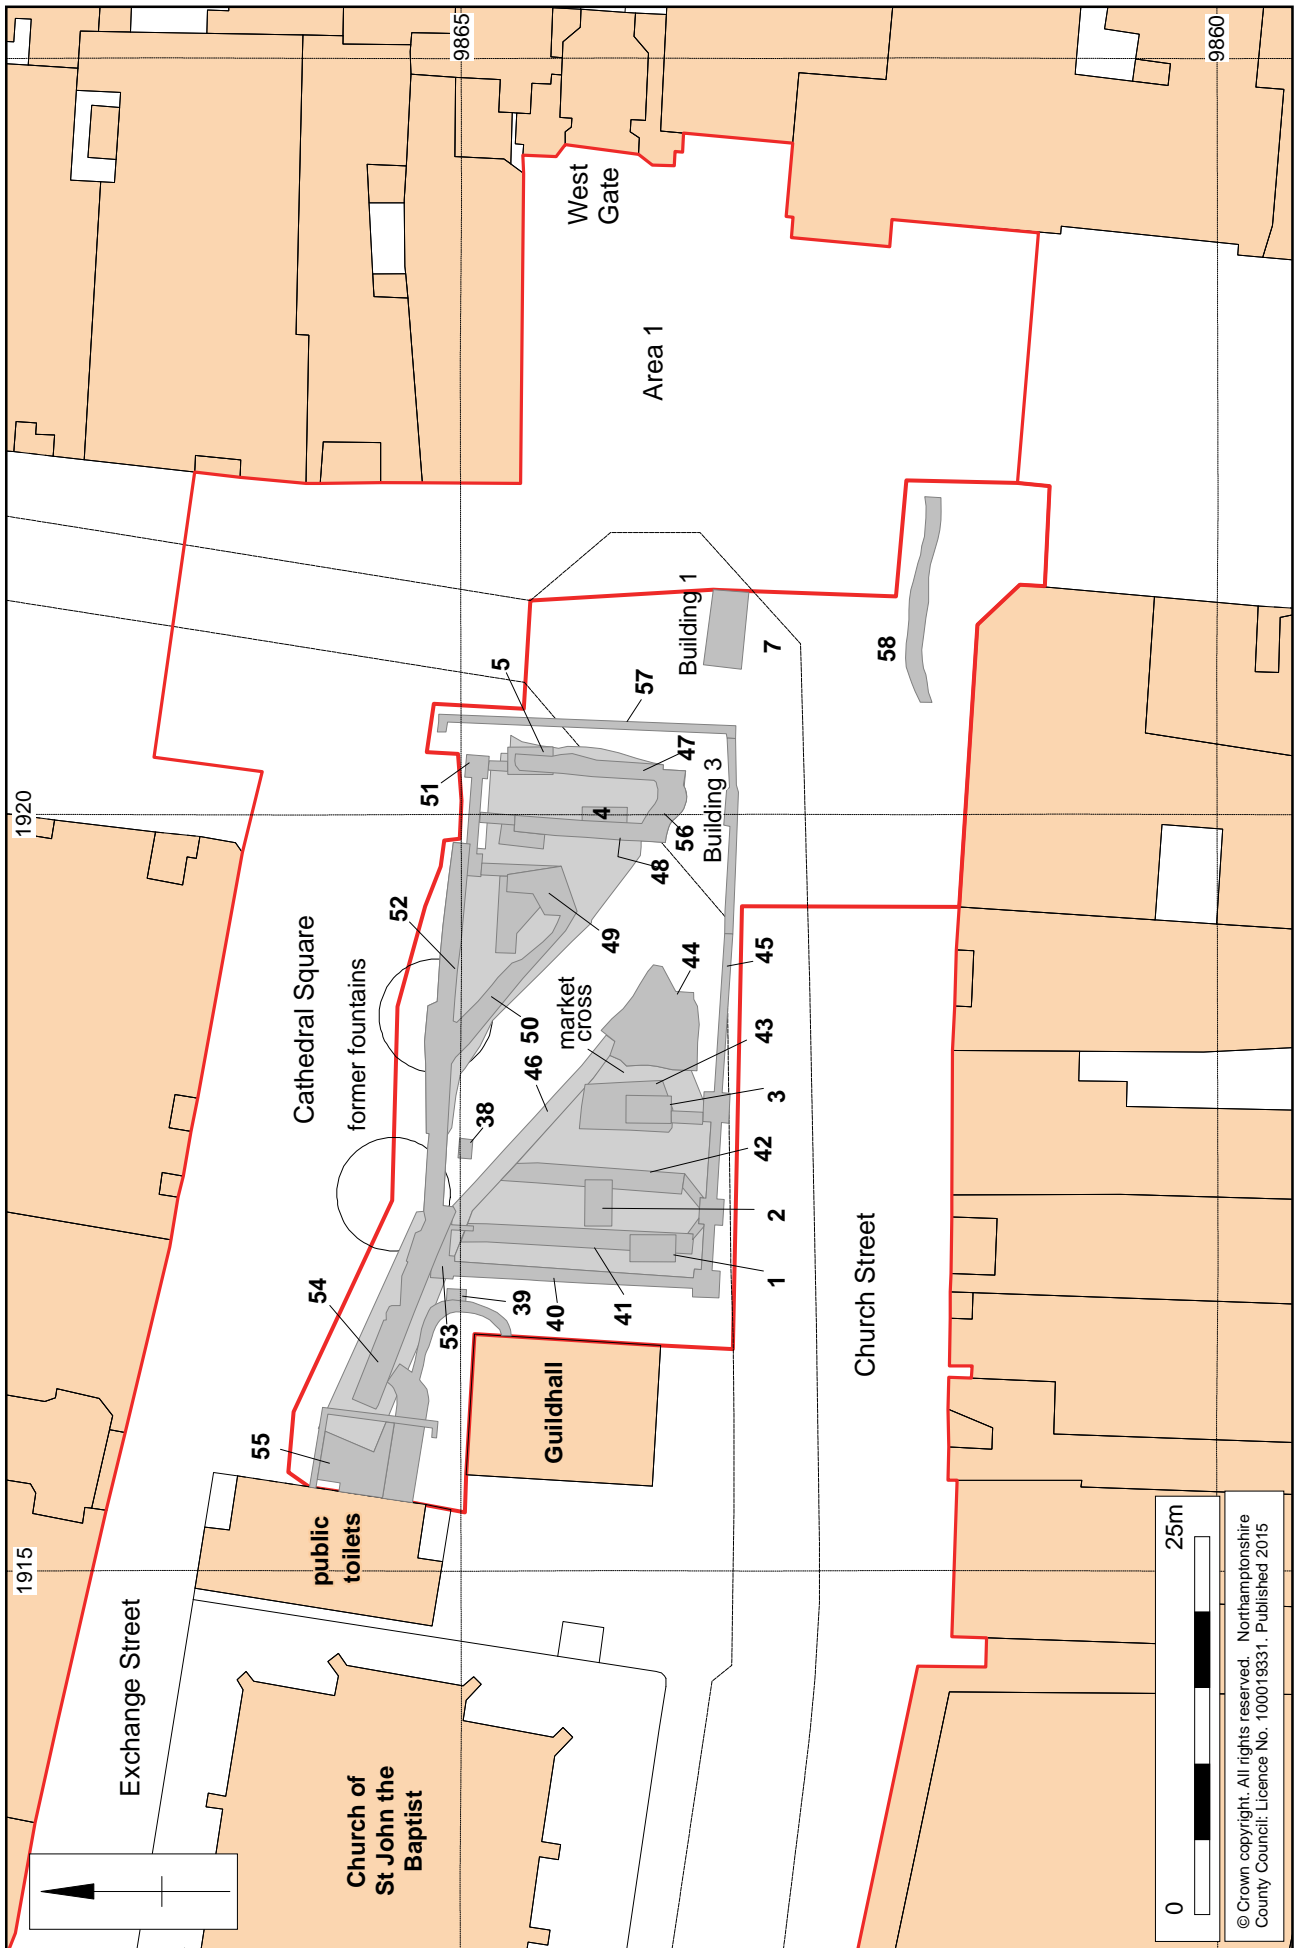 1915
1920
Exchange Street
Cathedral Square
former fountains
Church of
St John the
Baptist
public
toilets
Guildhall
55
54
53
39
40
41
1
2
42
38
46
50
market
cross
3
43
44
45
49
52
51
5
4
48
56
47
57
Building 3
Building 1
7
58
West
Gate
Area 1
Church Street
9865
9860
0
25m
© Crown copyright. All rights reserved. Northamptonshire
County Council: Licence No. 100019331. Published 2015